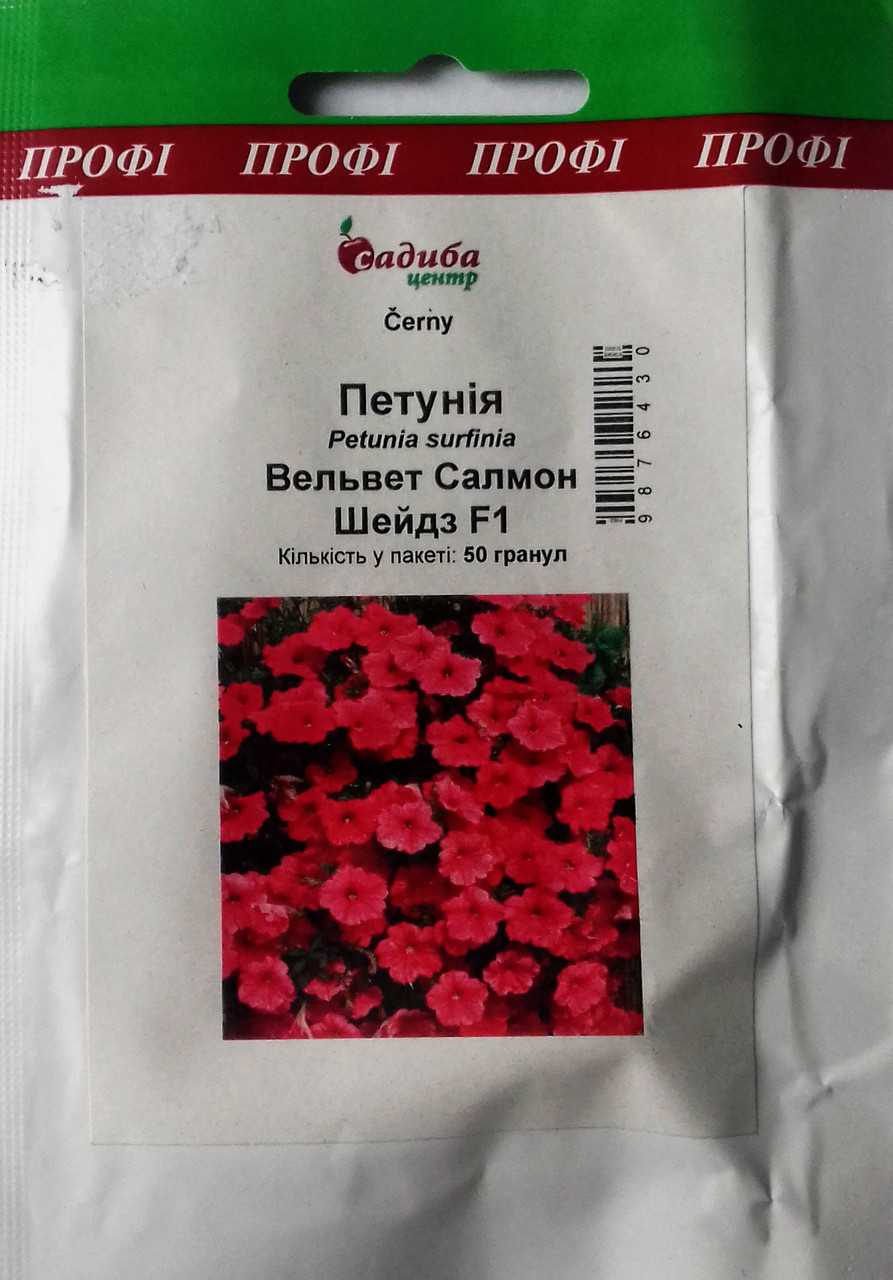 ПРОФІ ПРОФІ ПРОФІ ПРОФІ
садиба
центр
Černy
Петунія
Petunia surfinia
Вельвет Салмон
Шейдз F1
Кількість у пакеті: 50 гранул
9876430